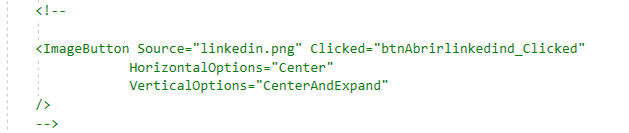 <!--
<ImageButton Source="linkedin.png" Clicked="btnAbrirlinkedind_Clicked"
HorizontalOptions="Center"
VerticalOptions="CenterAndExpand"
/>
-->